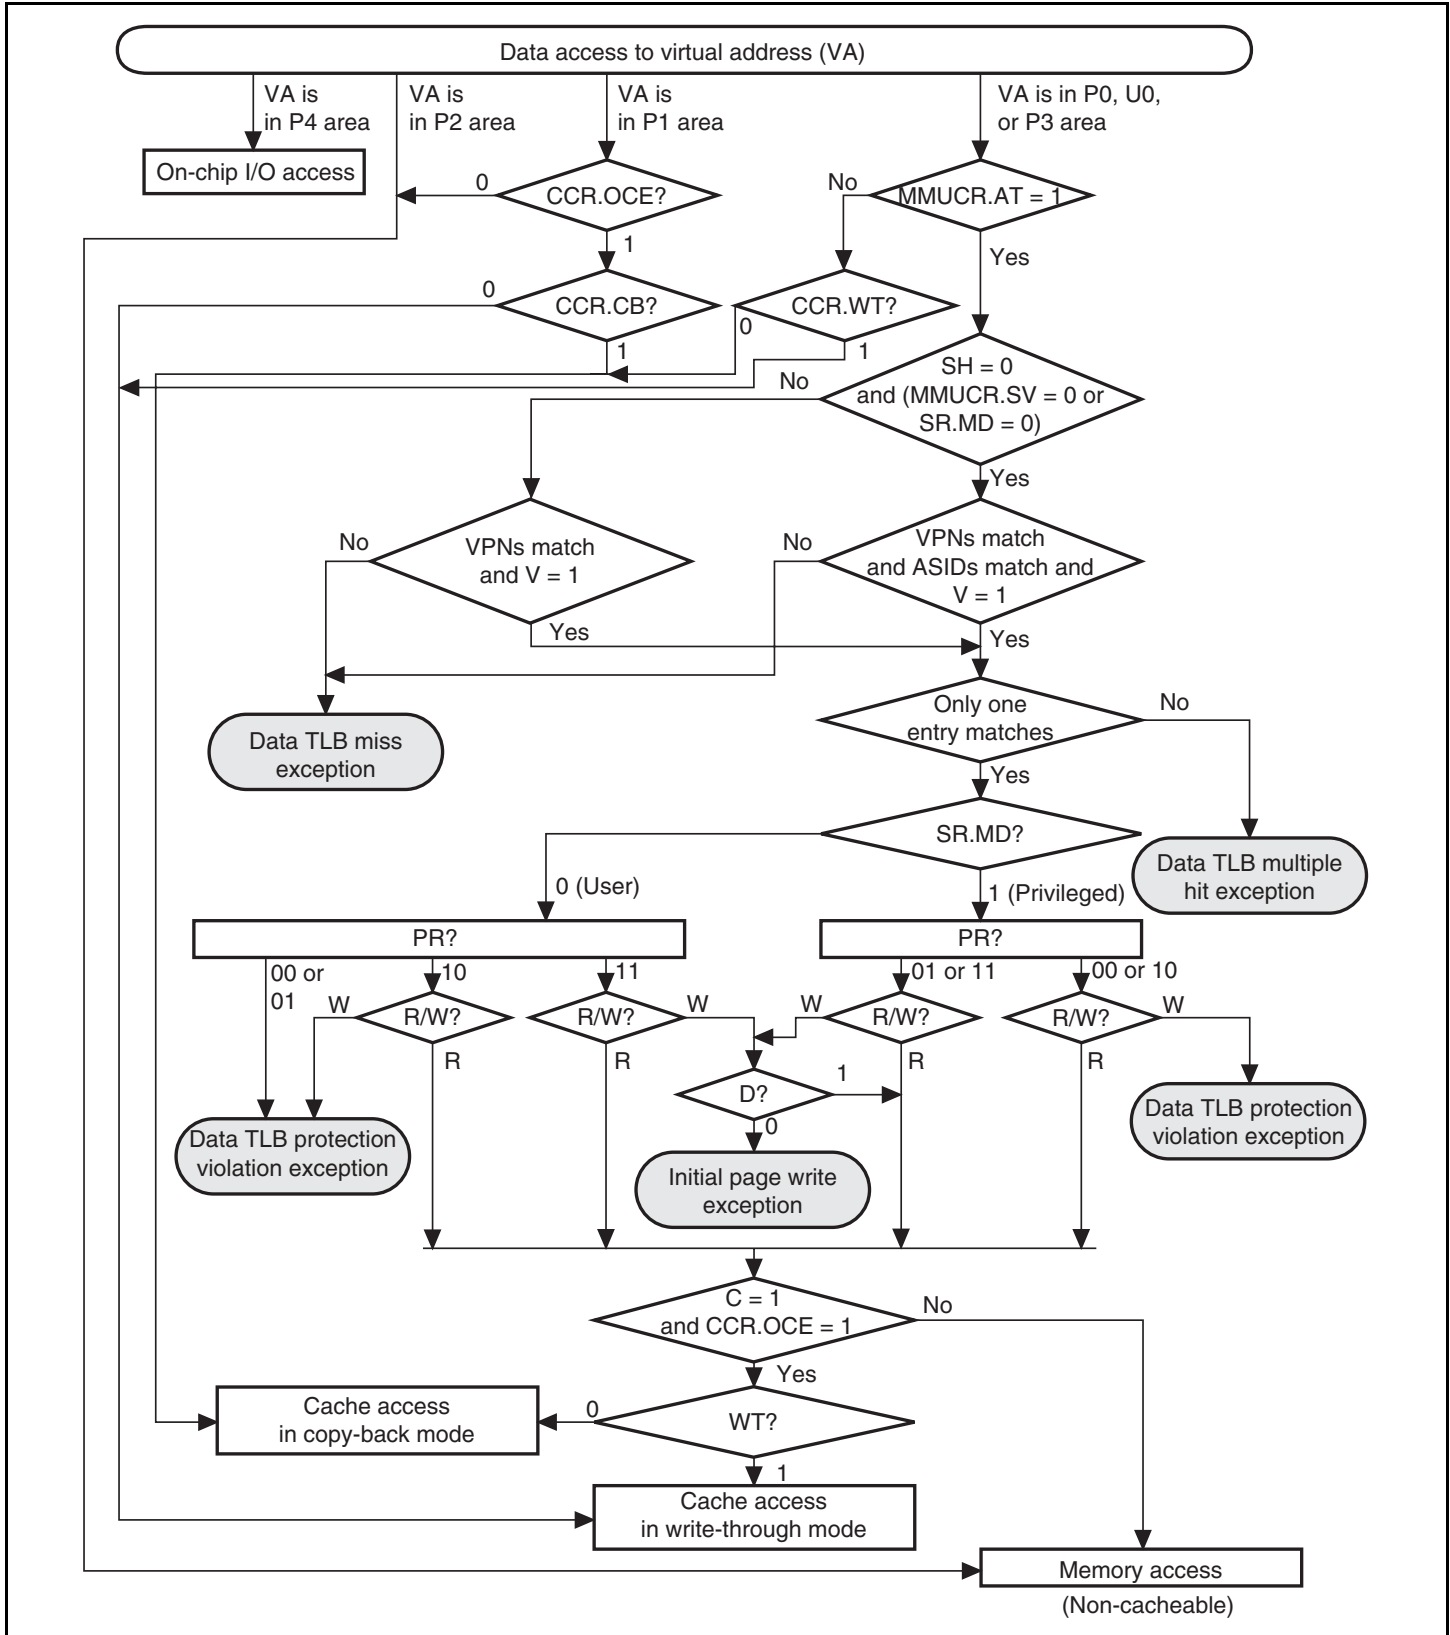 Data access to virtual address (VA)
VA is
in P4 area
VA is
in P2 area
VA is
in P1 area
VA is in P0, U0,
or P3 area
On-chip I/O access
0
CCR.OCE?
No
MMUCR.AT = 1
1
Yes
0
CCR.CB?
CCR.WT?
0
1
1
No
SH = 0
and (MMUCR.SV = 0 or
SR.MD = 0)
Yes
No
VPNs match
and V = 1
No
VPNs match
and ASIDs match and
V = 1
Yes
Yes
Only one
entry matches
No
Data TLB miss
exception
Yes
SR.MD?
Data TLB multiple
hit exception
0 (User)
1 (Privileged)
PR?
PR?
00 or
01
10
11
01 or 11
00 or 10
W
R/W?
R/W?
W
W
R/W?
R/W?
W
R
R
R
R
D?
1
0
Data TLB protection
violation exception
Data TLB protection
violation exception
Initial page write
exception
C = 1
and CCR.OCE = 1
No
Yes
Cache access
in copy-back mode
0
WT?
1
Cache access
in write-through mode
Memory access
(Non-cacheable)